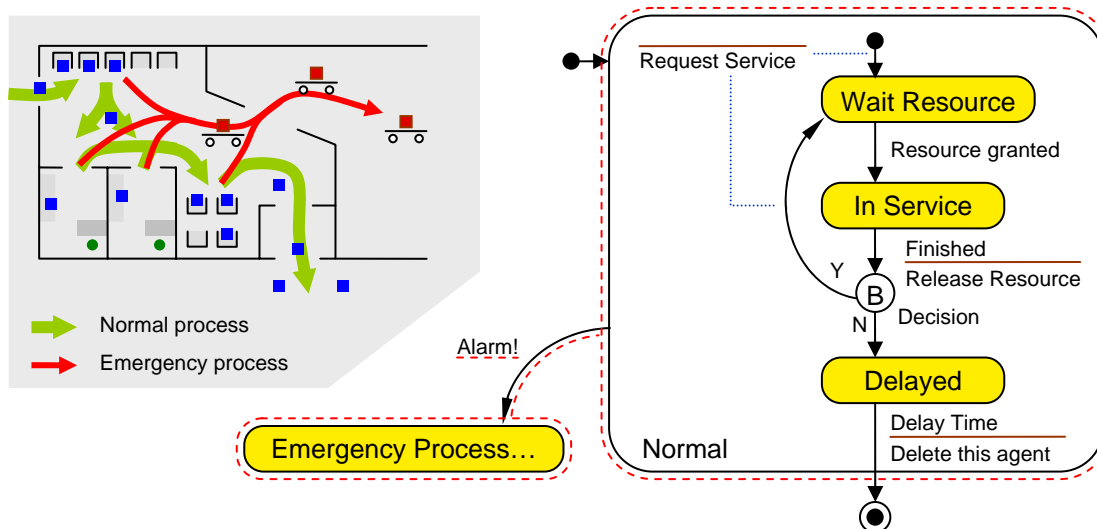 Normal process
Emergency process
Request Service
Wait Resource
Resource granted
In Service
Finished
Release Resource
Y
B
N
Decision
Alarm!
Delayed
Emergency Process…
Normal
Delay Time
Delete this agent